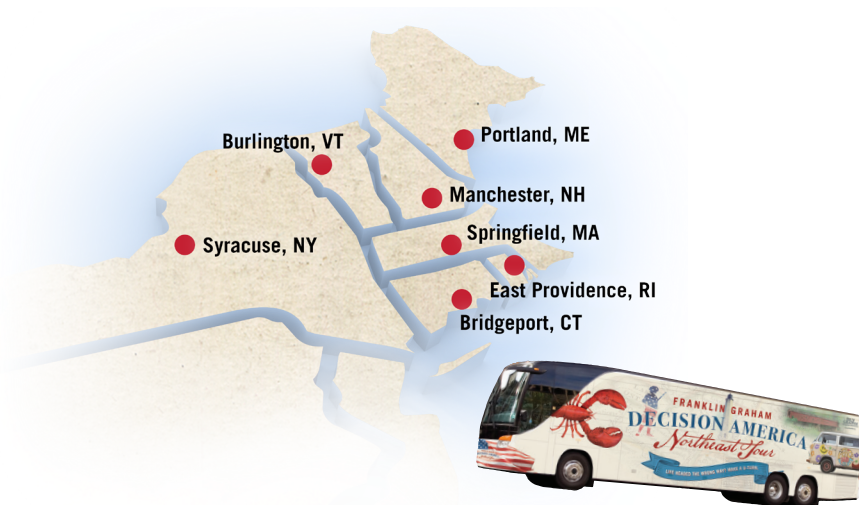 Burlington, VT
Portland, ME
Manchester, NH
Springfield, MA
Syracuse, NY
East Providence, RI
Bridgeport, CT
FRANKLIN GRAHAM
DECISION AMERICA
Northeast Tour